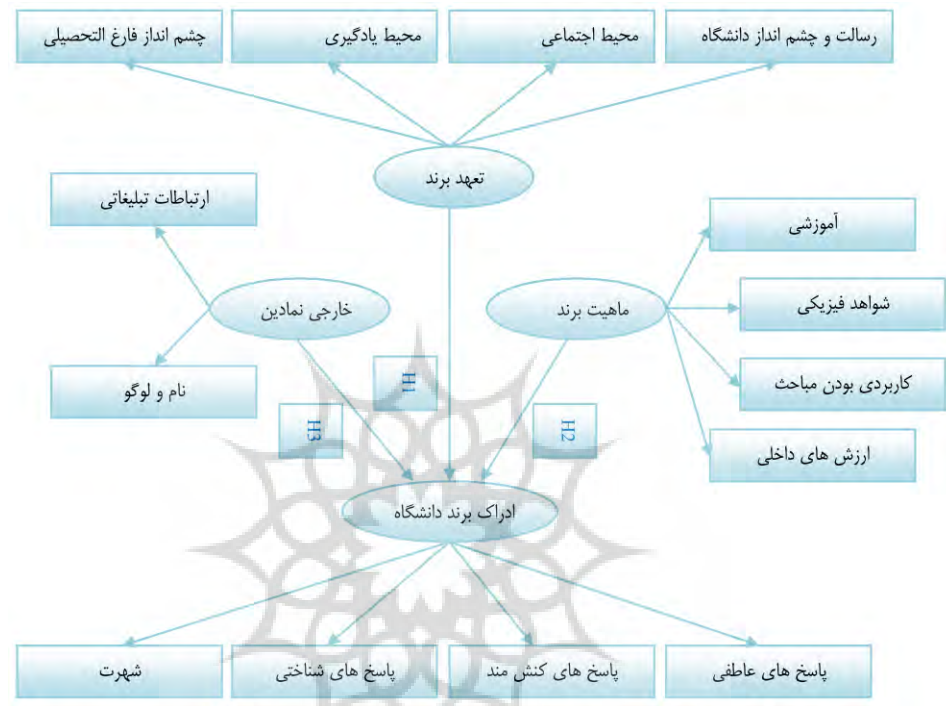 رسالت و چشم انداز دانشگاه
محیط اجتماعی
محیط یادگیری
چشم انداز فارغ التحصیلی
تعهد برند
ارتباطات تبلیغاتی
آموزشی
خارجی نمادین
ماهیت برند
شواهد فیزیکی
نام و لوگو
کاربردی بودن مباحث
H1
H2
H3
ارزش های داخلی
ادراک برند دانشگاه
پاسخ های عاطفی
پاسخ های کنش مند
پاسخ های شناختی
شهرت